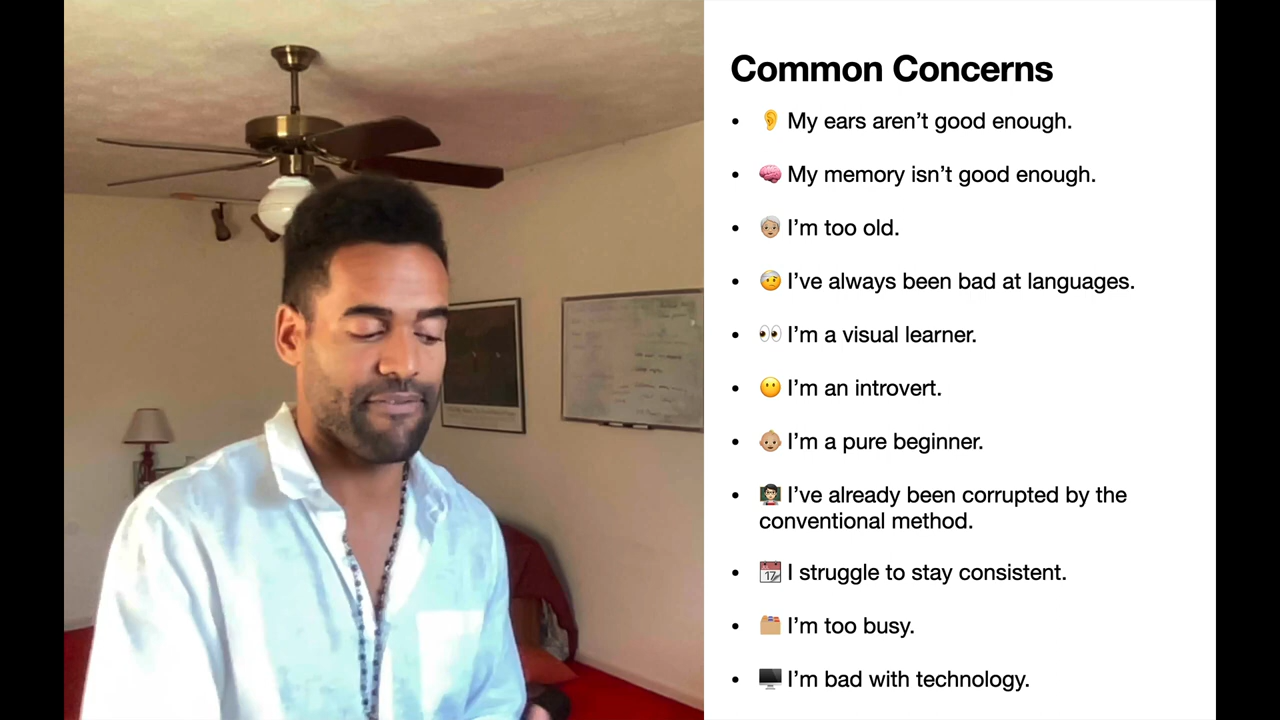 Common Concerns
• 👂🏼 My ears aren’t good enough.
• 🧠 My memory isn’t good enough.
• 👵🏼 I’m too old.
• 🤕 I’ve always been bad at languages.
• 👀 I’m a visual learner.
• 😶 I’m an introvert.
• 👶🏼 I’m a pure beginner.
• 👨🏻‍🏫 I’ve already been corrupted by the
conventional method.
• 📆 I struggle to stay consistent.
• 🗂️ I’m too busy.
• 🖥️ I’m bad with technology.